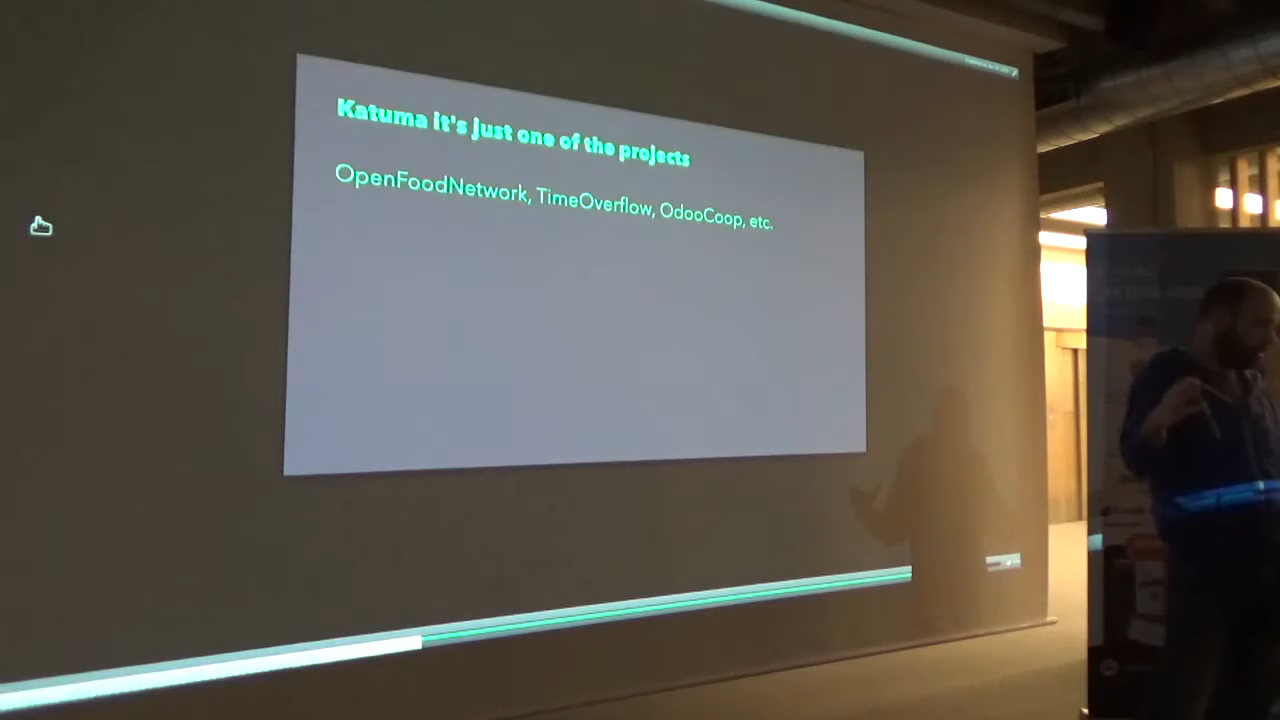 Katuma it's just one of the projects
OpenFoodNetwork, TimeOverflow, OdooCoop, etc.